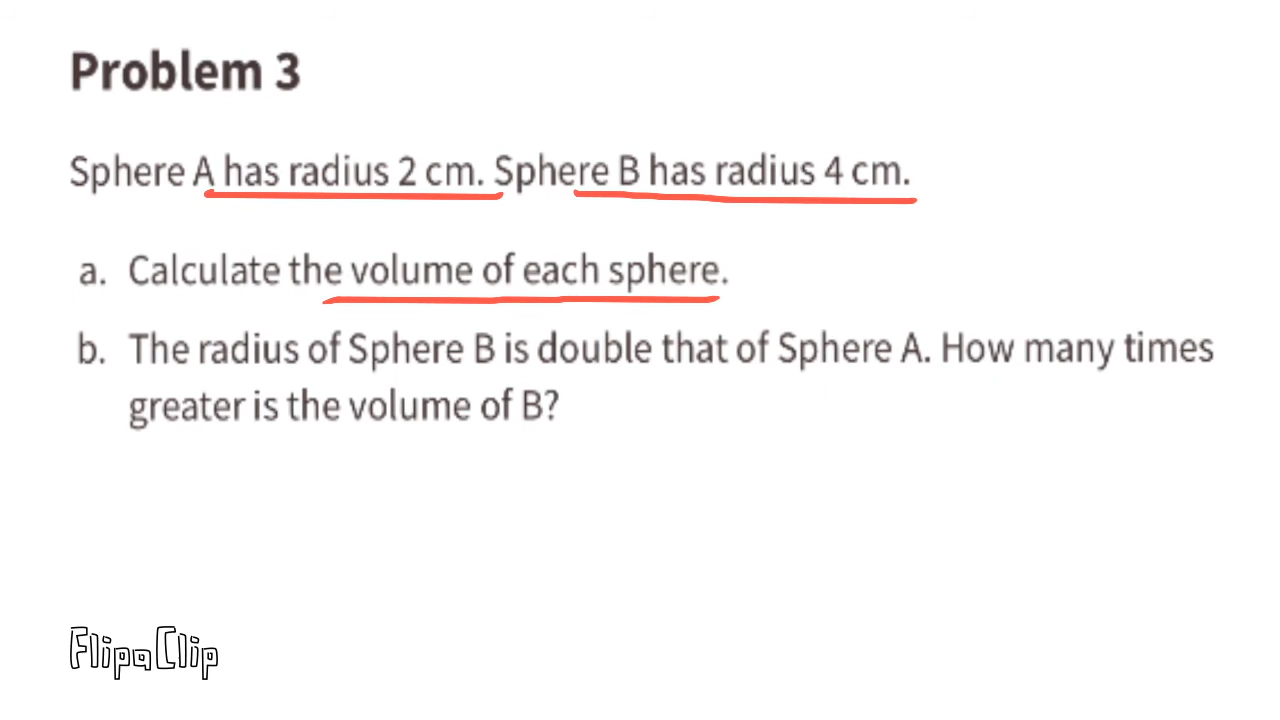 Problem 3
Sphere A has radius 2 cm. Sphere B has radius 4 cm.
a. Calculate the volume of each sphere.
b. The radius of Sphere B is double that of Sphere A. How many times
greater is the volume of B?
FlipaClip